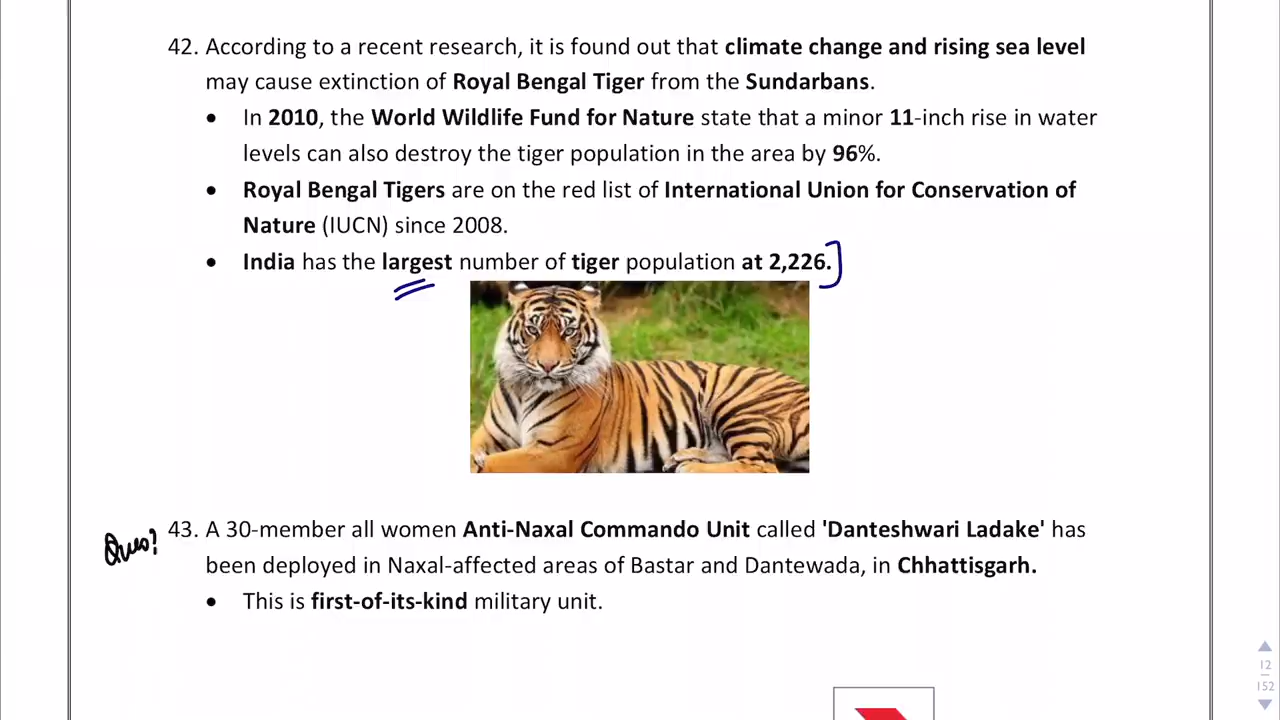 42. According to a recent research, it is found out that climate change and rising sea level
may cause extinction of Royal Bengal Tiger from the Sundarbans.
• In 2010, the World Wildlife Fund for Nature state that a minor 11-inch rise in water
levels can also destroy the tiger population in the area by 96%.
• Royal Bengal Tigers are on the red list of International Union for Conservation of
Nature (IUCN) since 2008.
• India has the largest number of tiger population at 2,226.
Ques? 43. A 30-member all women Anti-Naxal Commando Unit called 'Danteshwari Ladake' has
been deployed in Naxal-affected areas of Bastar and Dantewada, in Chhattisgarh.
• This is first-of-its-kind military unit.
12
152